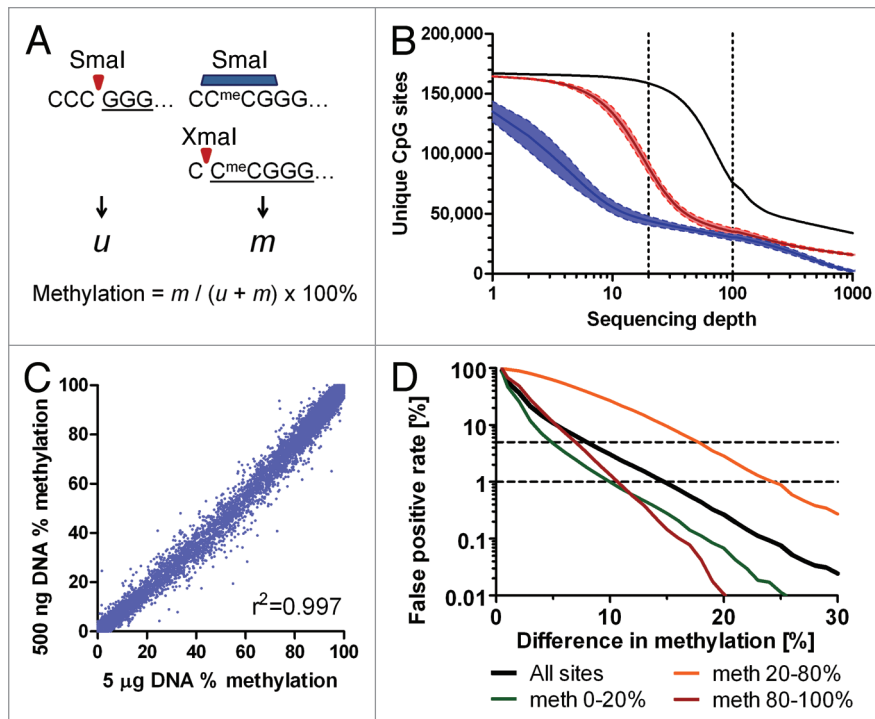 A
SmaI SmaI
CCC GGG... CCmeCGGG...
XmaI
C CmeCGGG...
u m
Methylation = m / (u + m) x 100%
B
Unique CpG sites
200,000
150,000
100,000
50,000
0
1 10 100 1000
Sequencing depth
C
500 ng DNA % methylation
100
80
60
40
20
0
r2=0.997
0 20 40 60 80 100
5 µg DNA % methylation
D
False positive rate [%]
100
10
1
0.1
0.01
0 10 20 30
Difference in methylation [%]
All sites meth 20-80%
meth 0-20% meth 80-100%